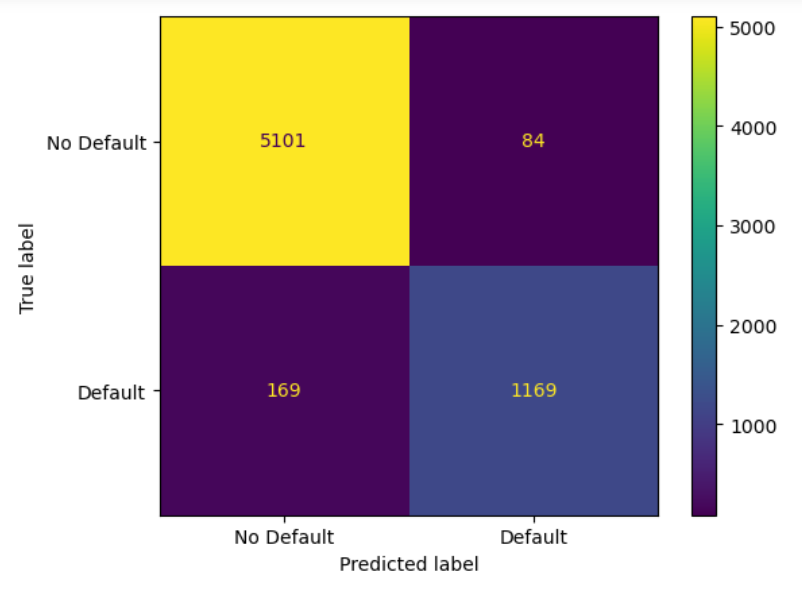 No Default
5101
84
Default
169
1169
True label
No Default
Default
Predicted label
5000
4000
3000
2000
1000